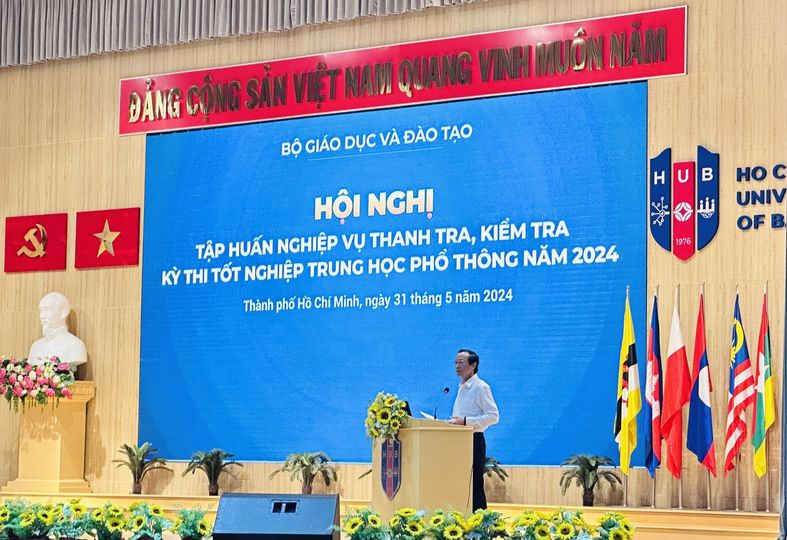 ĐẢNG CỘNG SẢN VIỆT NAM QUANG VINH MUÔN NĂM
BỘ GIÁO DỤC VÀ ĐÀO TẠO
HỘI NGHỊ
TẬP HUẤN NGHIỆP VỤ THANH TRA, KIỂM TRA
KỲ THI TỐT NGHIỆP TRUNG HỌC PHỔ THÔNG NĂM 2024
Thành phố Hồ Chí Minh, ngày 31 tháng 5 năm 2024
HUB
1976
HO C
UNIV
OF BA
HUB